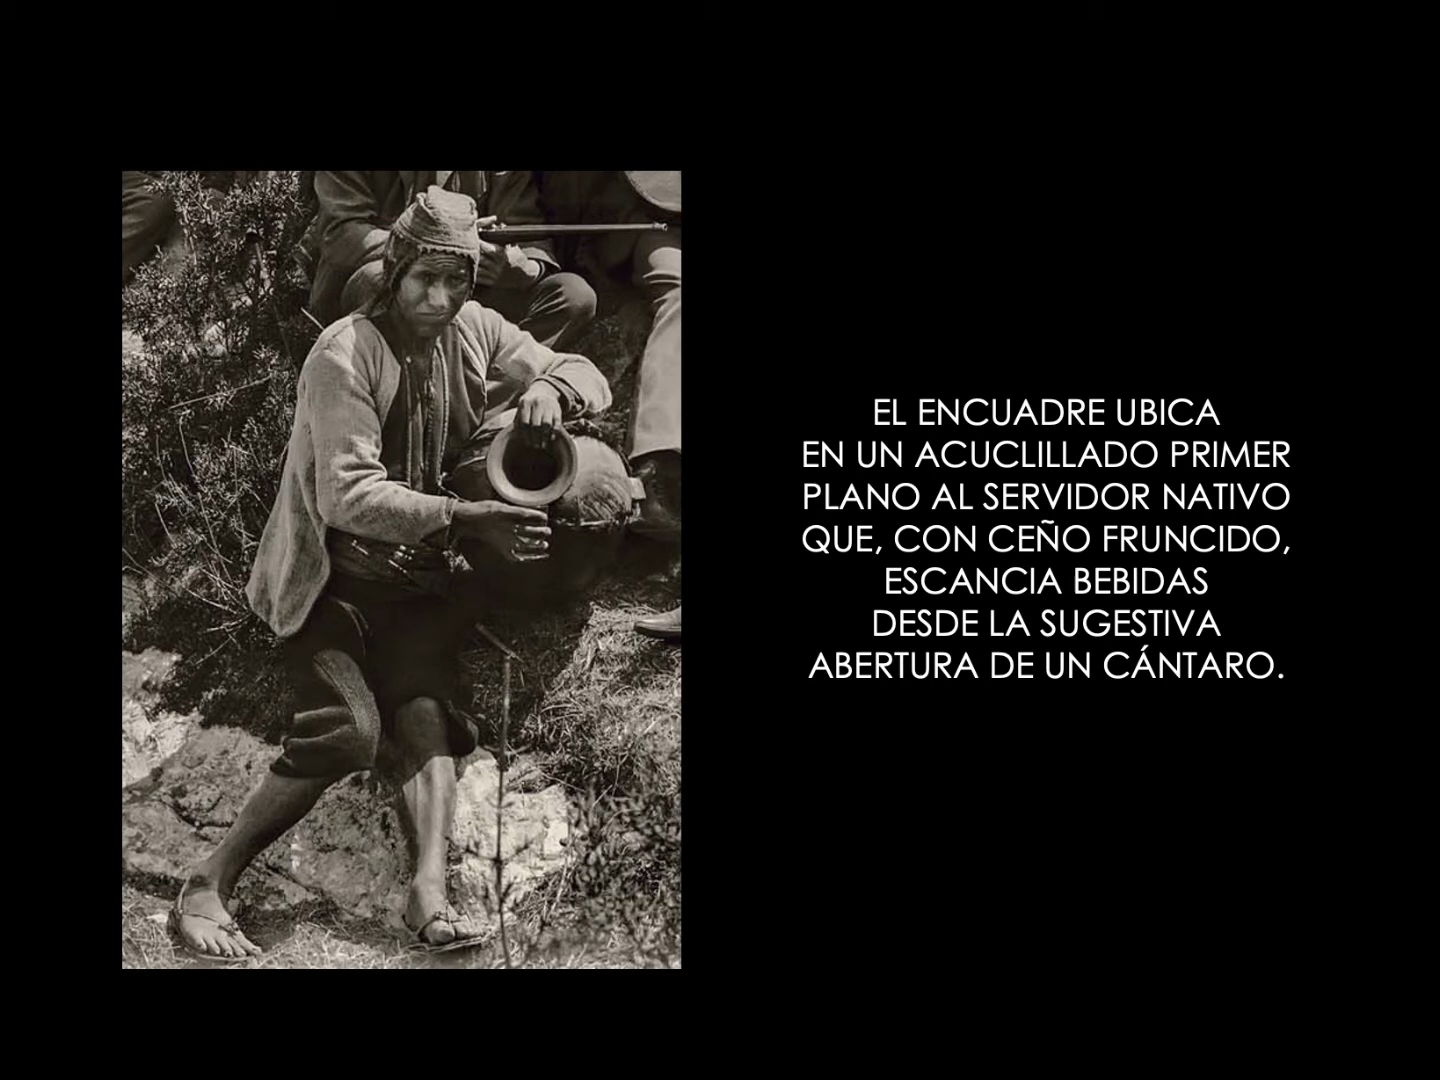 EL ENCUADRE UBICA
EN UN ACUCLILLADO PRIMER
PLANO AL SERVIDOR NATIVO
QUE, CON CEÑO FRUNCIDO,
ESCANCIA BEBIDAS
DESDE LA SUGESTIVA
ABERTURA DE UN CÁNTARO.